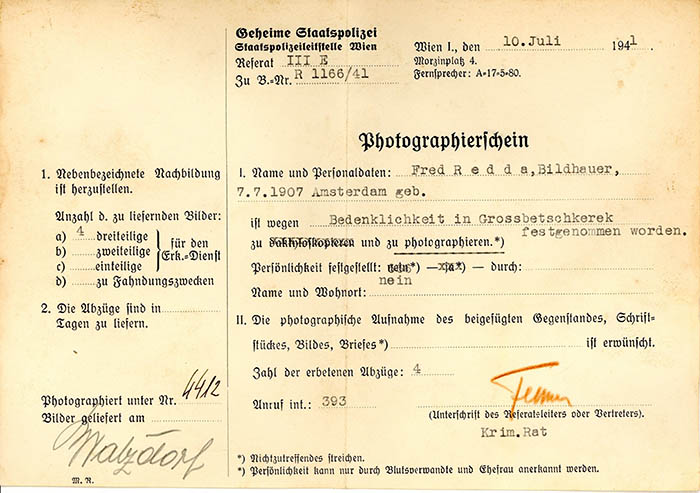 Geheime Staatspolizei
Staatspolizeileitstelle Wien
Referat III E
Zu B.=Nr. R 1166/41
Wien I., den 10.Juli 1941.
Morzinplatz 4.
Fernsprecher: A=17=5=80.
Photographierschein
1. Nebenbezeichnete Nachbildung
ist herzustellen.
Anzahl d. zu liefernden Bilder:
a) 4 dreiteilige
b) zweiteilige
c) einteilige
für den
Erk.=Dienst
d) zu Fahndungszwecken
2. Die Abzüge sind in
Tagen zu liefern.
Photographiert unter Nr. 4412
Bilder geliefert am
Matzdorf
M. R.
I. Name und Personaldaten: Fred R e d d a, Bildhauer,
7.7.1907 Amsterdam geb.
ist wegen Bedenklichkeit in Grossbetschkerek
festgenommen worden.
zu daktyloskopieren und zu photographieren.*)
Persönlichkeit festgestellt: — — durch:
nein
Name und Wohnort:
II. Die photographische Aufnahme des beigefügten Gegenstandes, Schrift=
stückes, Bildes, Briefes*) ist erwünscht.
Zahl der erbetenen Abzüge: 4
Anruf int.: 393
(Unterschrift des Referatsleiters oder Vertreters).
Krim.Rat
*) Nichtzutreffendes streichen.
*) Persönlichkeit kann nur durch Blutsverwandte und Ehefrau anerkannt werden.